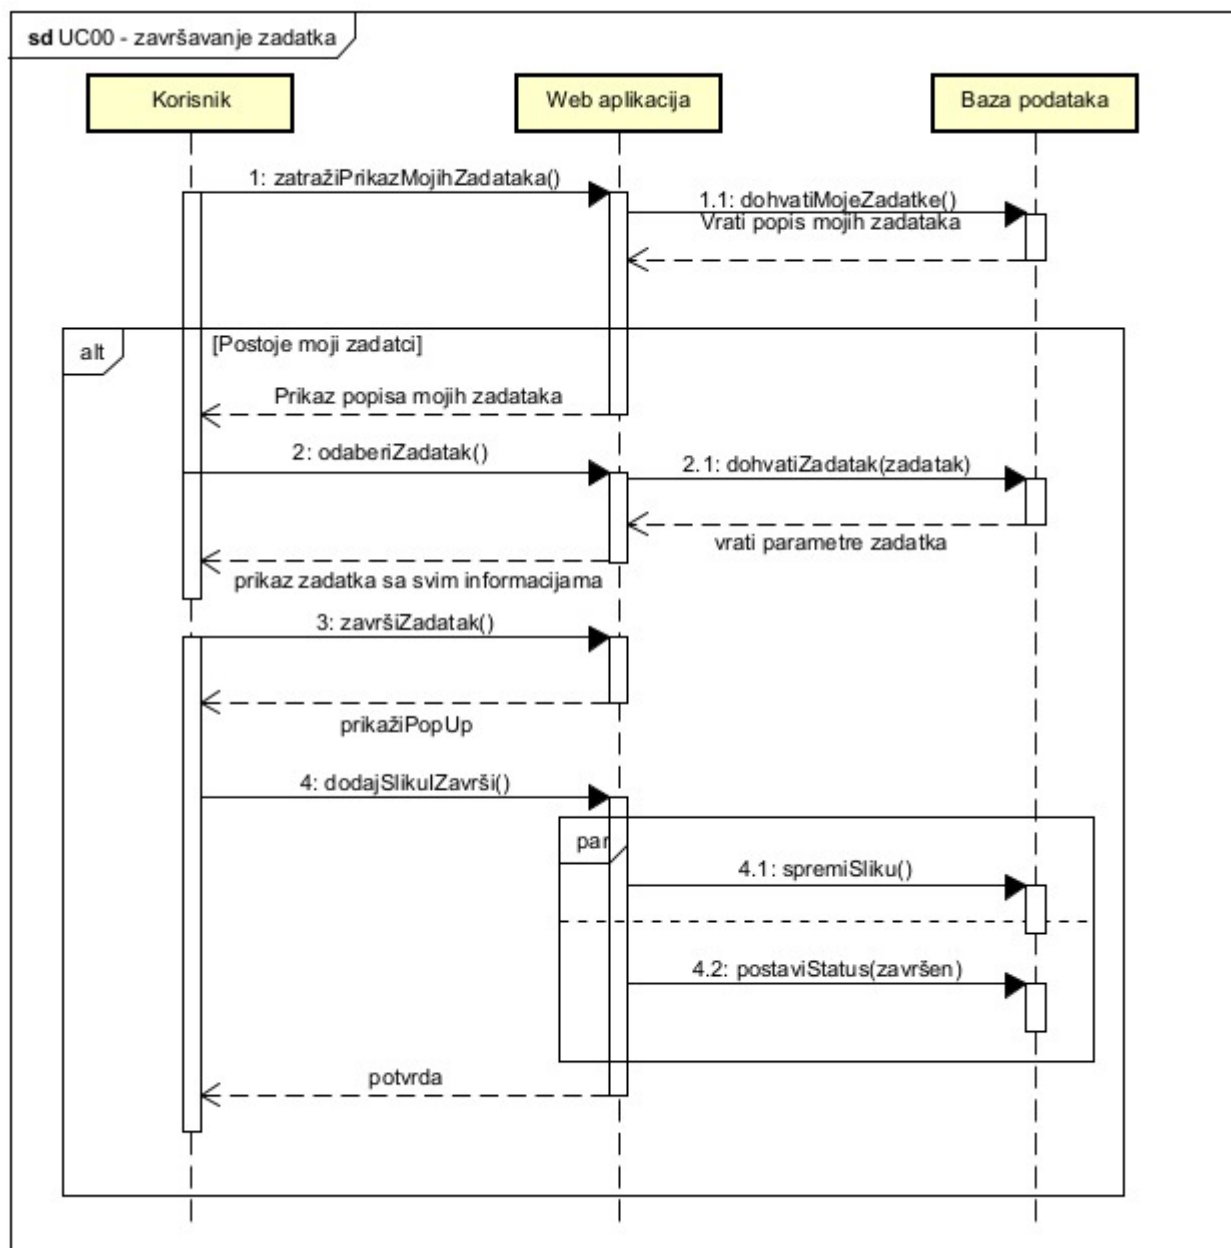 sd UC00 - završavanje zadatka
Korisnik
Web aplikacija
Baza podataka
1: zatražiPrikazMojihZadataka()
1.1: dohvatiMojeZadatke()
Vrati popis mojih zadataka
alt
[Postoje moji zadatci]
Prikaz popisa mojih zadataka
2: odaberiZadatak()
2.1: dohvatiZadatak(zadatak)
vrati parametre zadatka
prikaz zadatka sa svim informacijama
3: završiZadatak()
prikažiPopUp
4: dodajSlikuIZavrši()
par
4.1: spremiSliku()
4.2: postaviStatus(završen)
potvrda